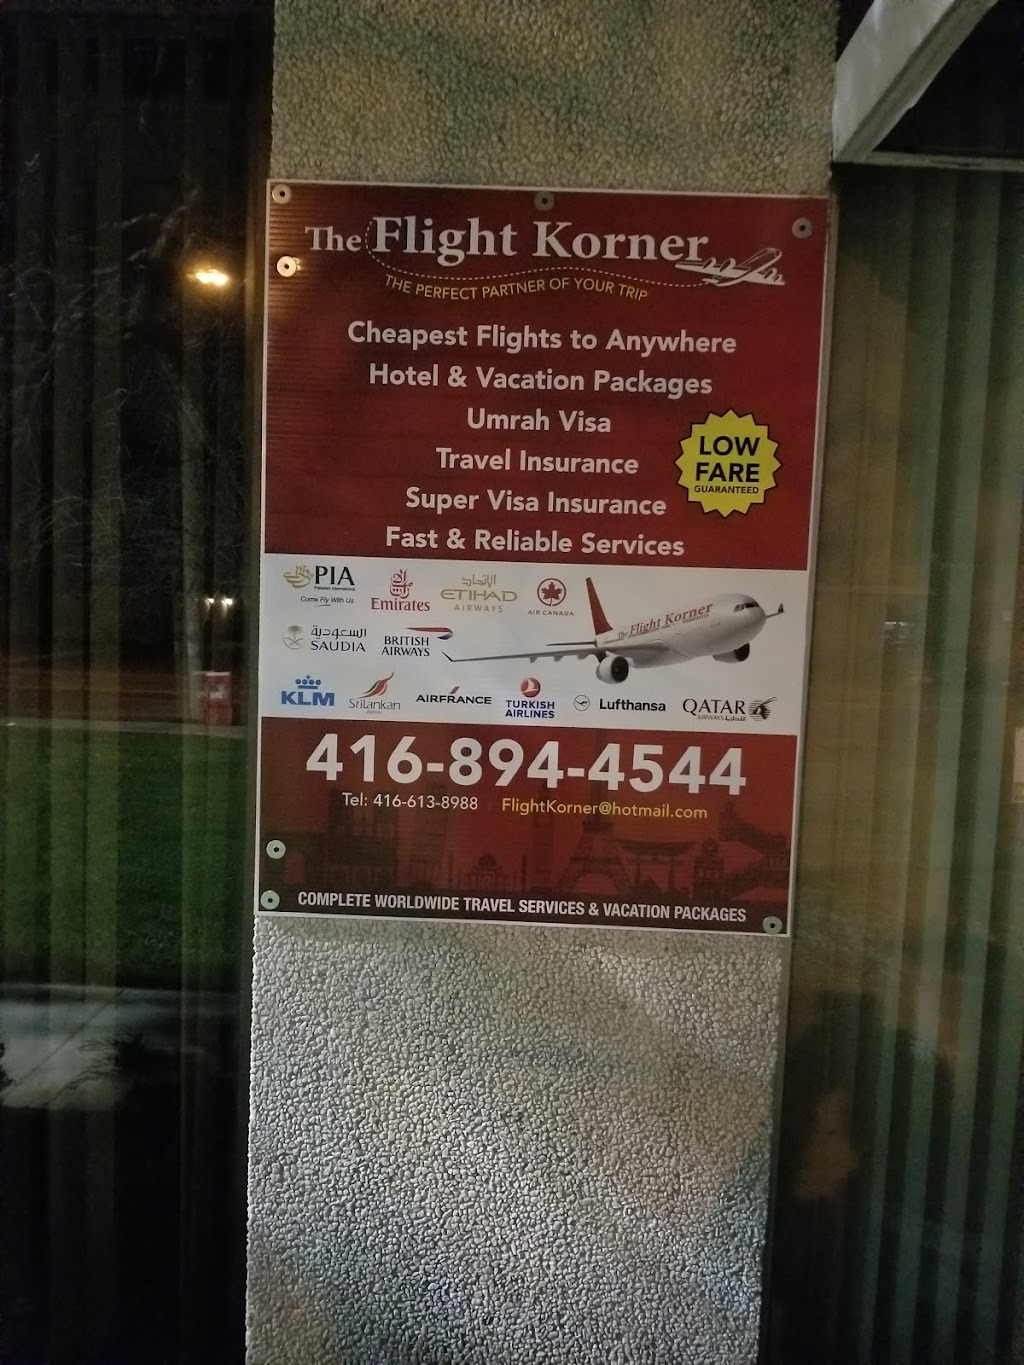 The Flight Korner
THE PERFECT PARTNER OF YOUR TRIP
Cheapest Flights to Anywhere
Hotel & Vacation Packages
Umrah Visa
Travel Insurance
Super Visa Insurance
Fast & Reliable Services
LOW
FARE
GUARANTEED
PIA
Pakistan International
Come Fly With Us
Emirates
الإتحاد
ETIHAD
AIRWAYS
AIR CANADA
The Flight Korner
السعودية
SAUDIA
BRITISH
AIRWAYS
KLM
SriLankan
AIRFRANCE
TURKISH
AIRLINES
Lufthansa
QATAR
AIRWAYS القطرية
416-894-4544
Tel: 416-613-8988 FlightKorner@hotmail.com
COMPLETE WORLDWIDE TRAVEL SERVICES & VACATION PACKAGES